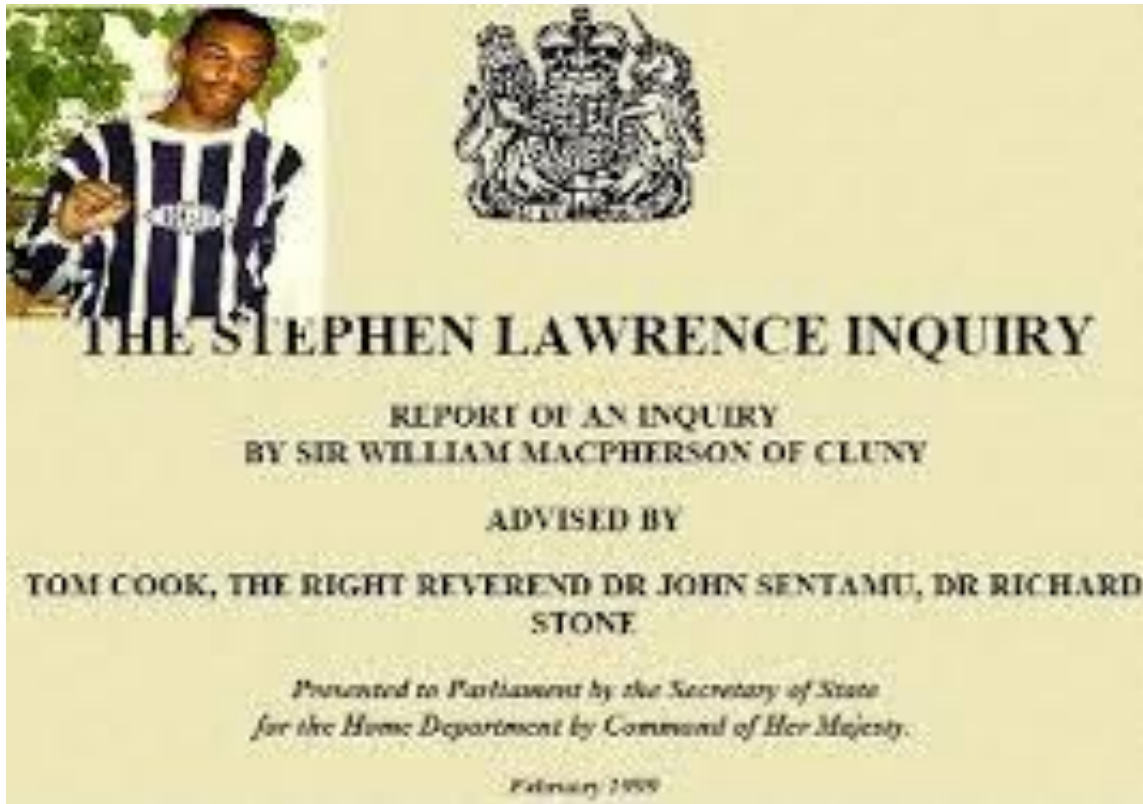 THE STEPHEN LAWRENCE INQUIRY
REPORT OF AN INQUIRY
BY SIR WILLIAM MACPHERSON OF CLUNY
ADVISED BY
TOM COOK, THE RIGHT REVEREND DR JOHN SENTAMU, DR RICHARD
STONE
Presented to Parliament by the Secretary of State
for the Home Department by Command of Her Majesty.
February 1999